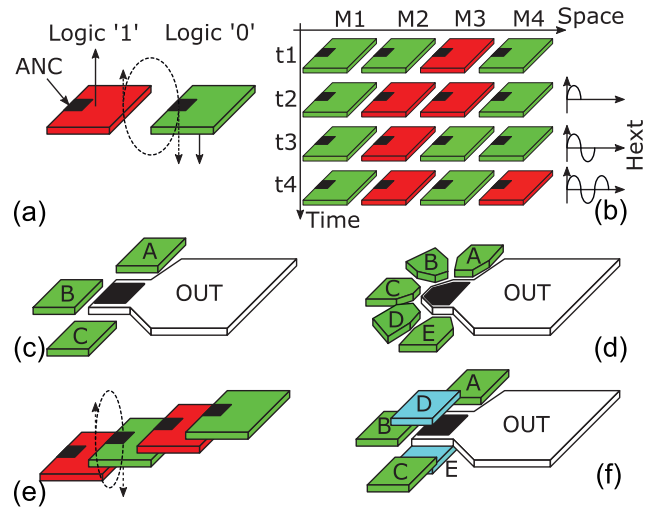 Logic '1'
Logic '0'
ANC
(a)
M1 M2 M3 M4 Space
t1
t2
t3
t4
Hext
Time
(b)
A
B
C
OUT
(c)
A
B
C
D
E
OUT
(d)
(e)
A
D
B
C
E
OUT
(f)